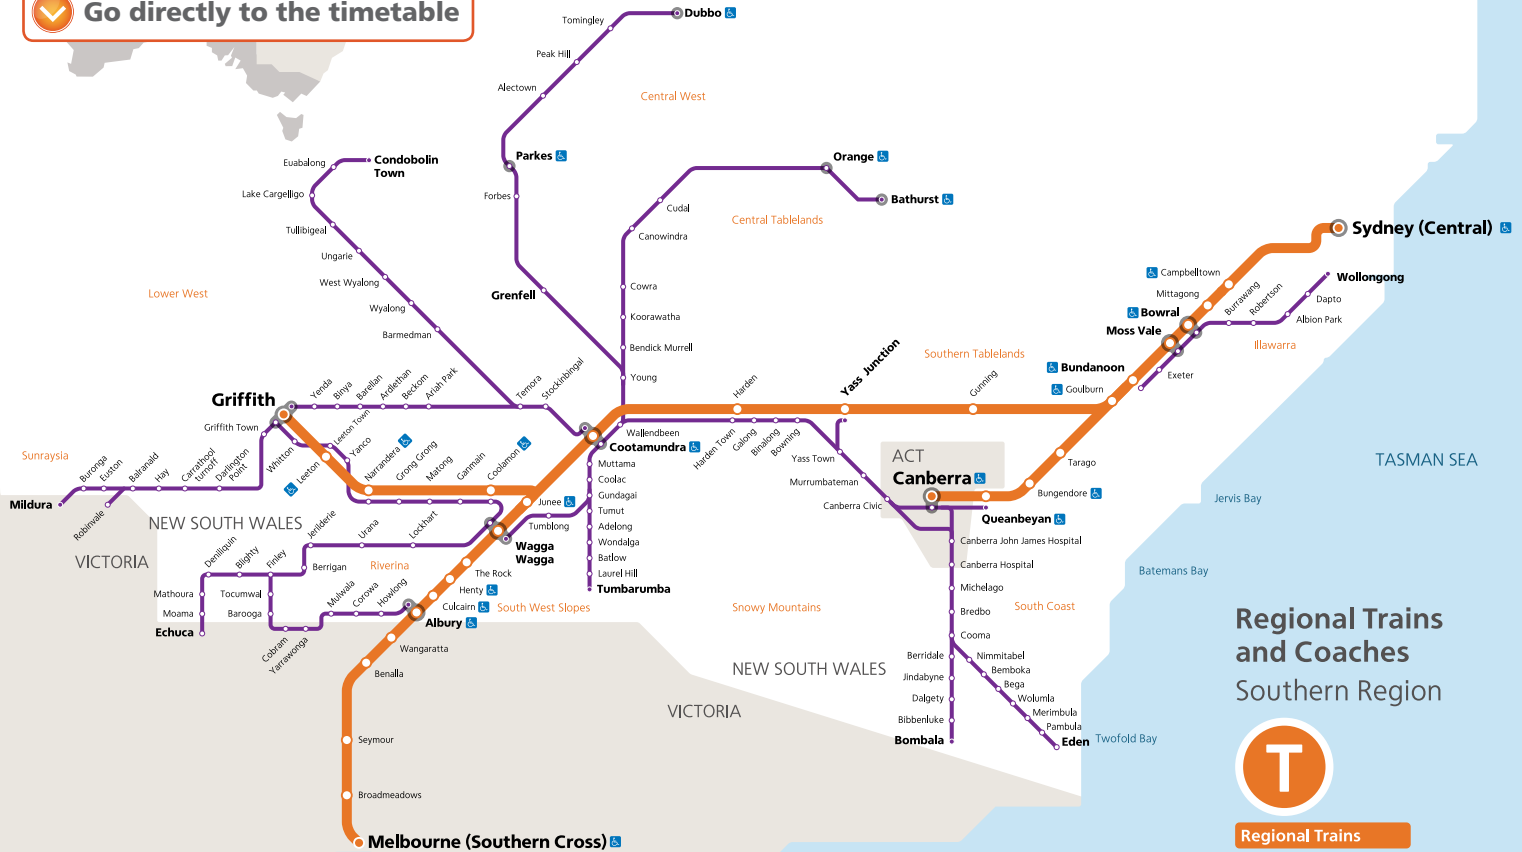 Go directly to the timetable
Tomingley
Dubbo
Peak Hill
Alectown
Central West
Parkes
Forbes
Grenfell
Euabalong
Condobolin
Town
Lake Cargelligo
Tullibigeal
Ungarie
West Wyalong
Wyalong
Barmedman
Lower West
Orange
Bathurst
Cudal
Canowindra
Central Tablelands
Cowra
Koorawatha
Bendick Murrell
Young
Sydney (Central)
Campbelltown
Mittagong
Bowral
Moss Vale
Burrawang
Robertson
Wollongong
Dapto
Albion Park
Illawarra
Exeter
Bundanoon
Goulburn
Southern Tablelands
Gunning
Yass Junction
Harden
Griffith
Yenda
Binya
Barellan
Ardlethan
Beckom
Ariah Park
Temora
Stockinbingal
Griffith Town
Leeton Town
Yanco
Whitton
Leeton
Narrandera
Grong Grong
Matong
Ganmain
Coolamon
Sunraysia
Buronga
Euston
Balranald
Hay
Carrathool
turnoff
Darlington
Point
Mildura
Robinvale
Wallendbeen
Cootamundra
Muttama
Coolac
Gundagai
Tumut
Adelong
Wondalga
Batlow
Laurel Hill
Tumbarumba
Harden Town
Galong
Binalong
Bowning
Yass Town
Murrumbateman
Canberra Civic
ACT
Canberra
Tarago
Bungendore
Queanbeyan
TASMAN SEA
Jervis Bay
Batemans Bay
NEW SOUTH WALES
VICTORIA
Junee
Tumblong
Wagga
Wagga
Jerilderie
Urana
Lockhart
Deniliquin
Blighty
Finley
Berrigan
Riverina
Mathoura
Moama
Echuca
Tocumwal
Barooga
Cobram
Yarrawonga
Mulwala
Corowa
Howlong
The Rock
Henty
Culcairn
Albury
South West Slopes
Wangaratta
Benalla
Seymour
Broadmeadows
Melbourne (Southern Cross)
Snowy Mountains
South Coast
NEW SOUTH WALES
VICTORIA
Canberra John James Hospital
Canberra Hospital
Michelago
Bredbo
Cooma
Berridale
Jindabyne
Dalgety
Bibbenluke
Bombala
Nimmitabel
Bemboka
Bega
Wolumla
Merimbula
Pambula
Eden
Twofold Bay
Regional Trains
and Coaches
Southern Region
T
Regional Trains